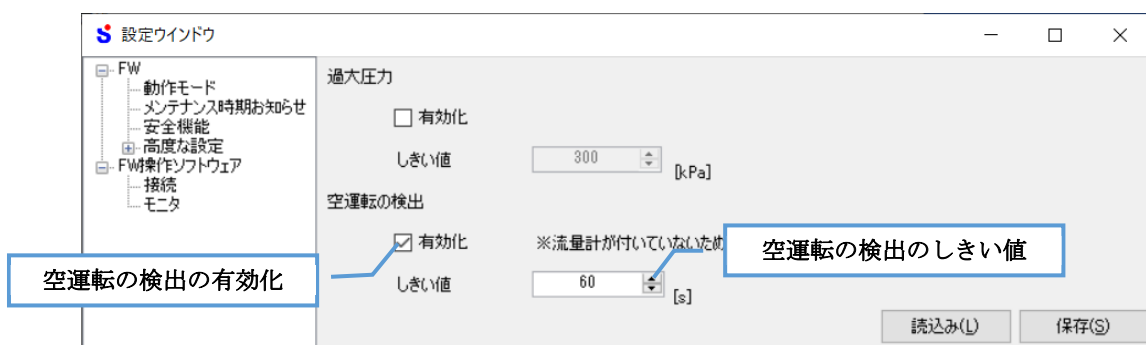 設定ウインドウ
FW
動作モード
メンテナンス時期お知らせ
安全機能
高度な設定
FW操作ソフトウェア
接続
モニタ
過大圧力
有効化
しきい値 300 [kPa]
空運転の検出
有効化 ※流量計が付いていないため
しきい値 60 [s]
空運転の検出の有効化
空運転の検出のしきい値
読込み(L) 保存(S)